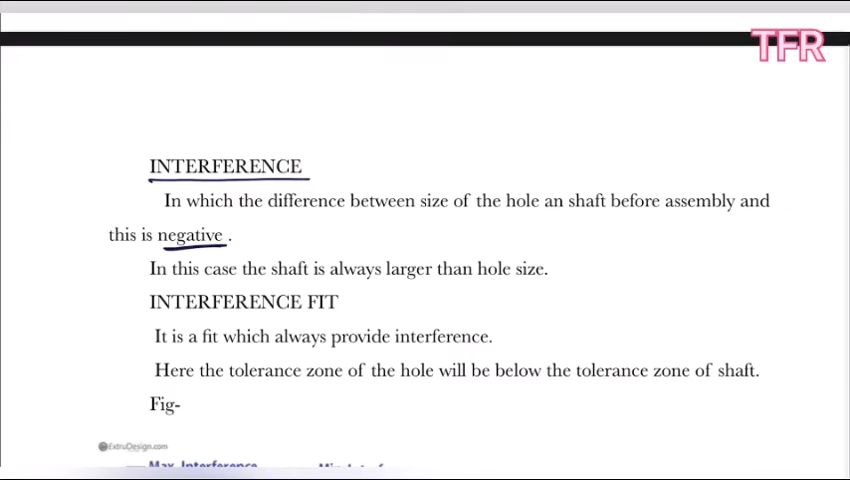 TFR
INTERFERENCE
In which the difference between size of the hole an shaft before assembly and
this is negative .
In this case the shaft is always larger than hole size.
INTERFERENCE FIT
It is a fit which always provide interference.
Here the tolerance zone of the hole will be below the tolerance zone of shaft.
Fig-
ExtruDesign.com
Max. Interference